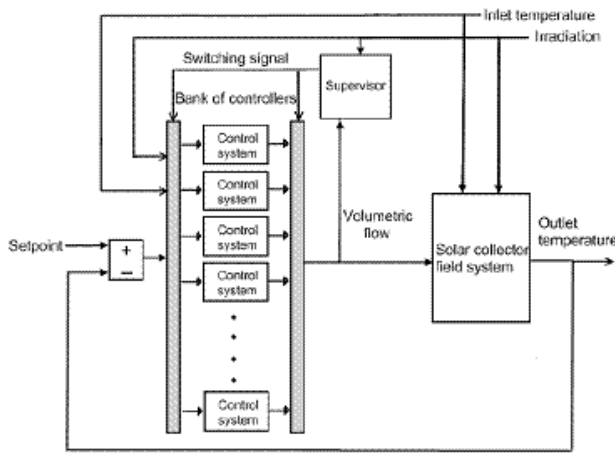 Inlet temperature
Irradiation
Switching signal
Supervisor
Bank of controllers
Control
system
Control
system
Control
system
Control
system
Control
system
Volumetric
flow
Setpoint
+
−
Solar collector
field system
Outlet
temperature